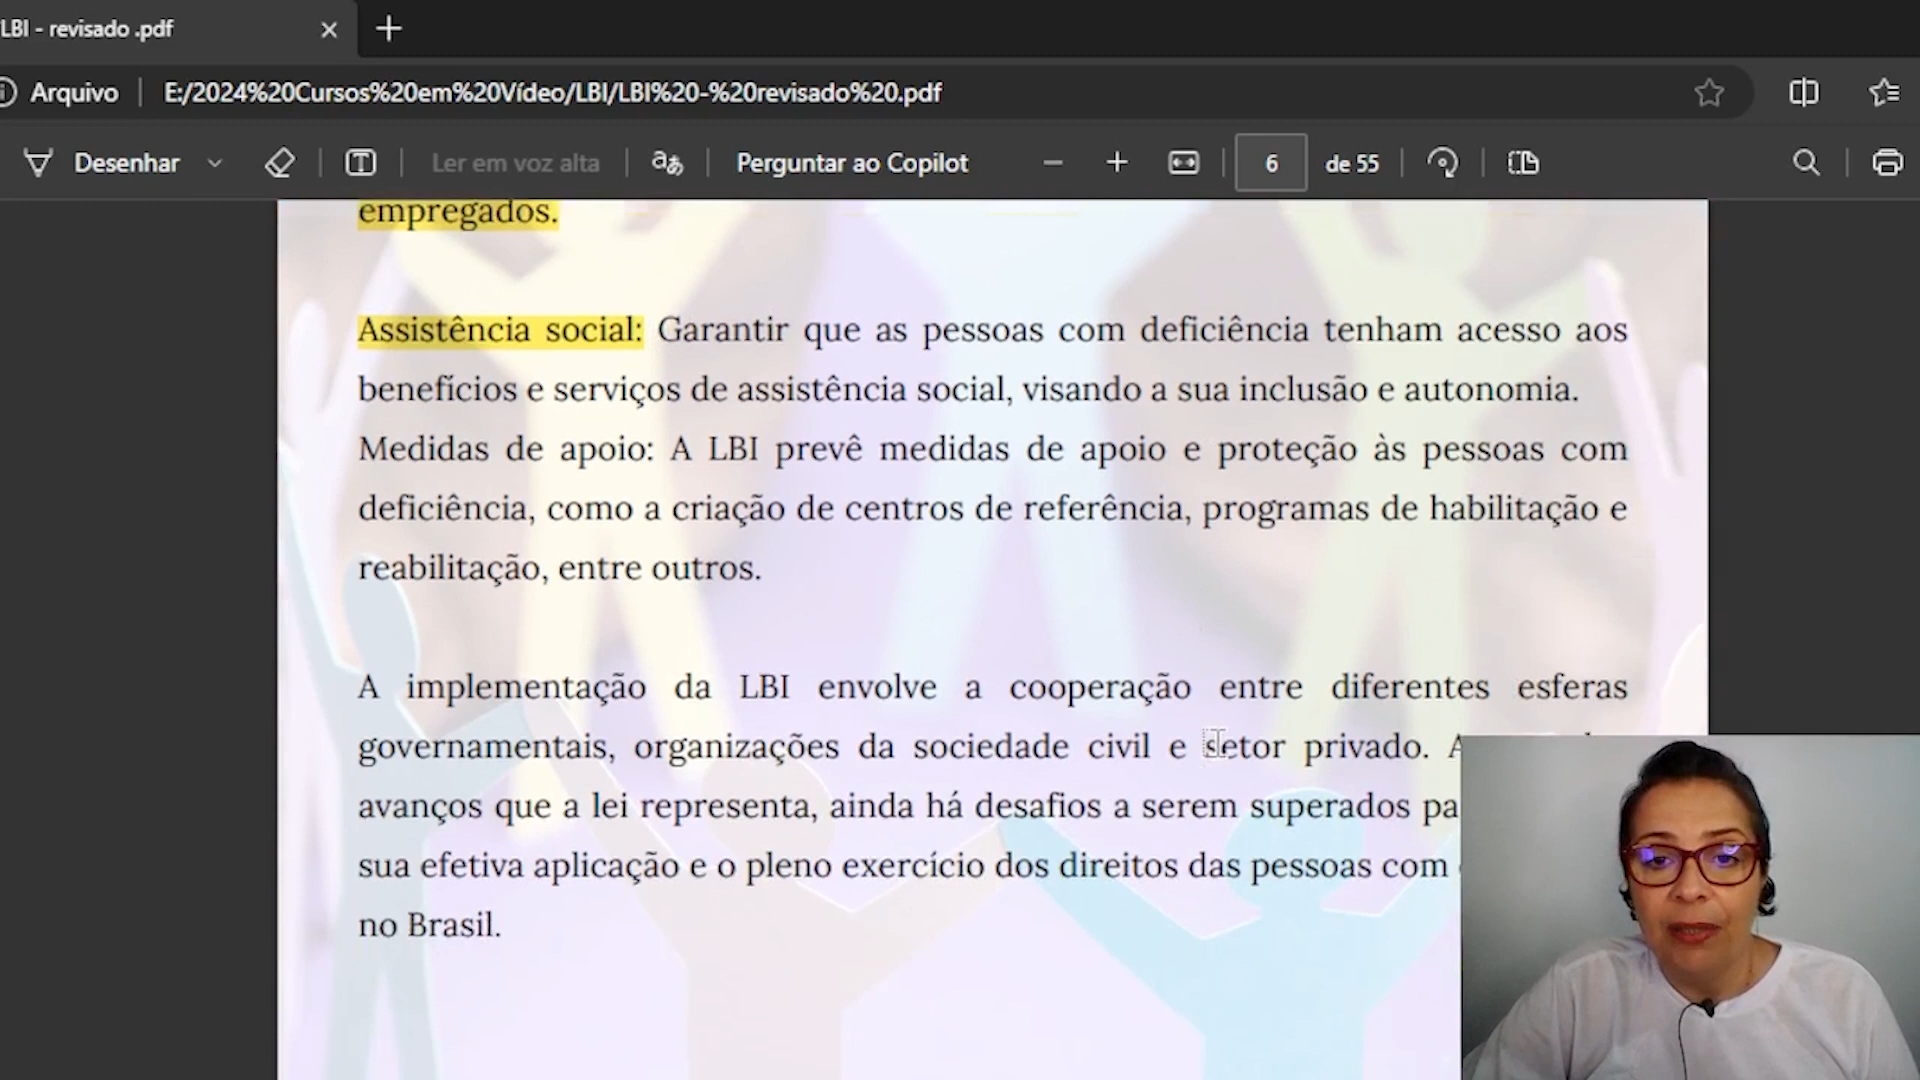 LBI - revisado .pdf
Arquivo E:/2024%20Cursos%20em%20Vídeo/LBI/LBI%20-%20revisado%20.pdf
Desenhar Ler em voz alta aあ Perguntar ao Copilot 6 de 55
empregados.
Assistência social: Garantir que as pessoas com deficiência tenham acesso aos
benefícios e serviços de assistência social, visando a sua inclusão e autonomia.
Medidas de apoio: A LBI prevê medidas de apoio e proteção às pessoas com
deficiência, como a criação de centros de referência, programas de habilitação e
reabilitação, entre outros.
A implementação da LBI envolve a cooperação entre diferentes esferas
governamentais, organizações da sociedade civil e setor privado.
avanços que a lei representa, ainda há desafios a serem superados
sua efetiva aplicação e o pleno exercício dos direitos das pessoas com
no Brasil.